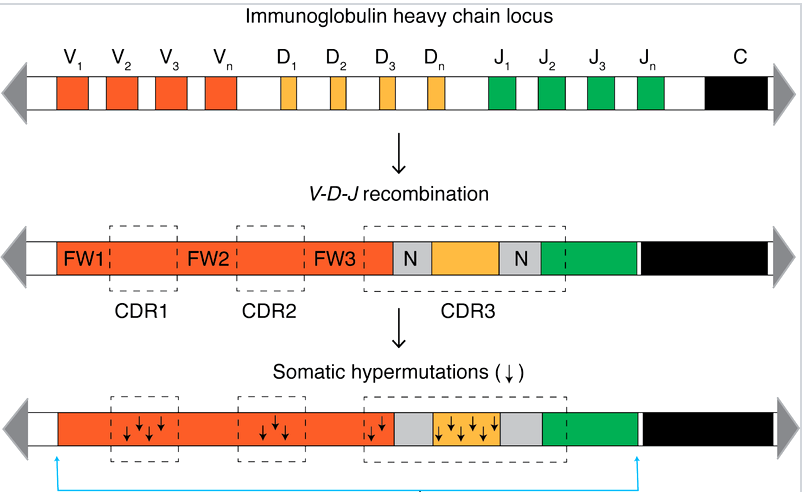 Immunoglobulin heavy chain locus
V1 V2 V3 Vn D1 D2 D3 Dn J1 J2 J3 Jn C
V-D-J recombination
FW1 FW2 FW3 N N
CDR1 CDR2 CDR3
Somatic hypermutations (↓)